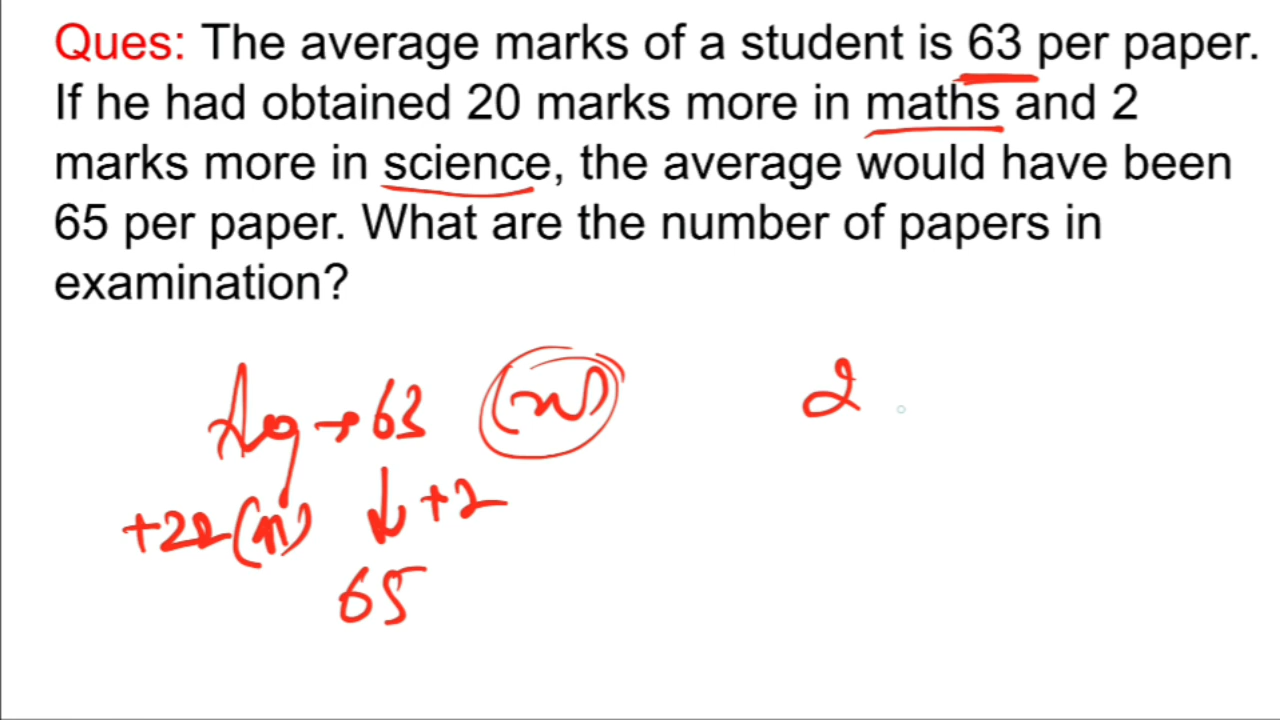 Ques: The average marks of a student is 63 per paper.
If he had obtained 20 marks more in maths and 2
marks more in science, the average would have been
65 per paper. What are the number of papers in
examination?
Avg → 63 (n) 2
+22 (n) ↓ +2
65